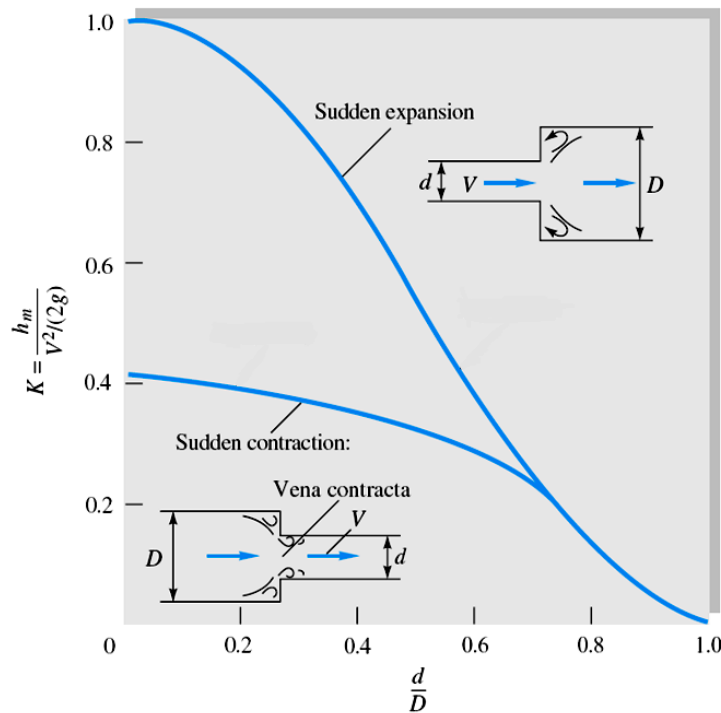 1.0
0.8
0.6
0.4
0.2
0
0.2
0.4
0.6
0.8
1.0
K = h_m / V²/(2g)
d/D
Sudden expansion
d
V
D
Sudden contraction:
Vena contracta
V
D
d